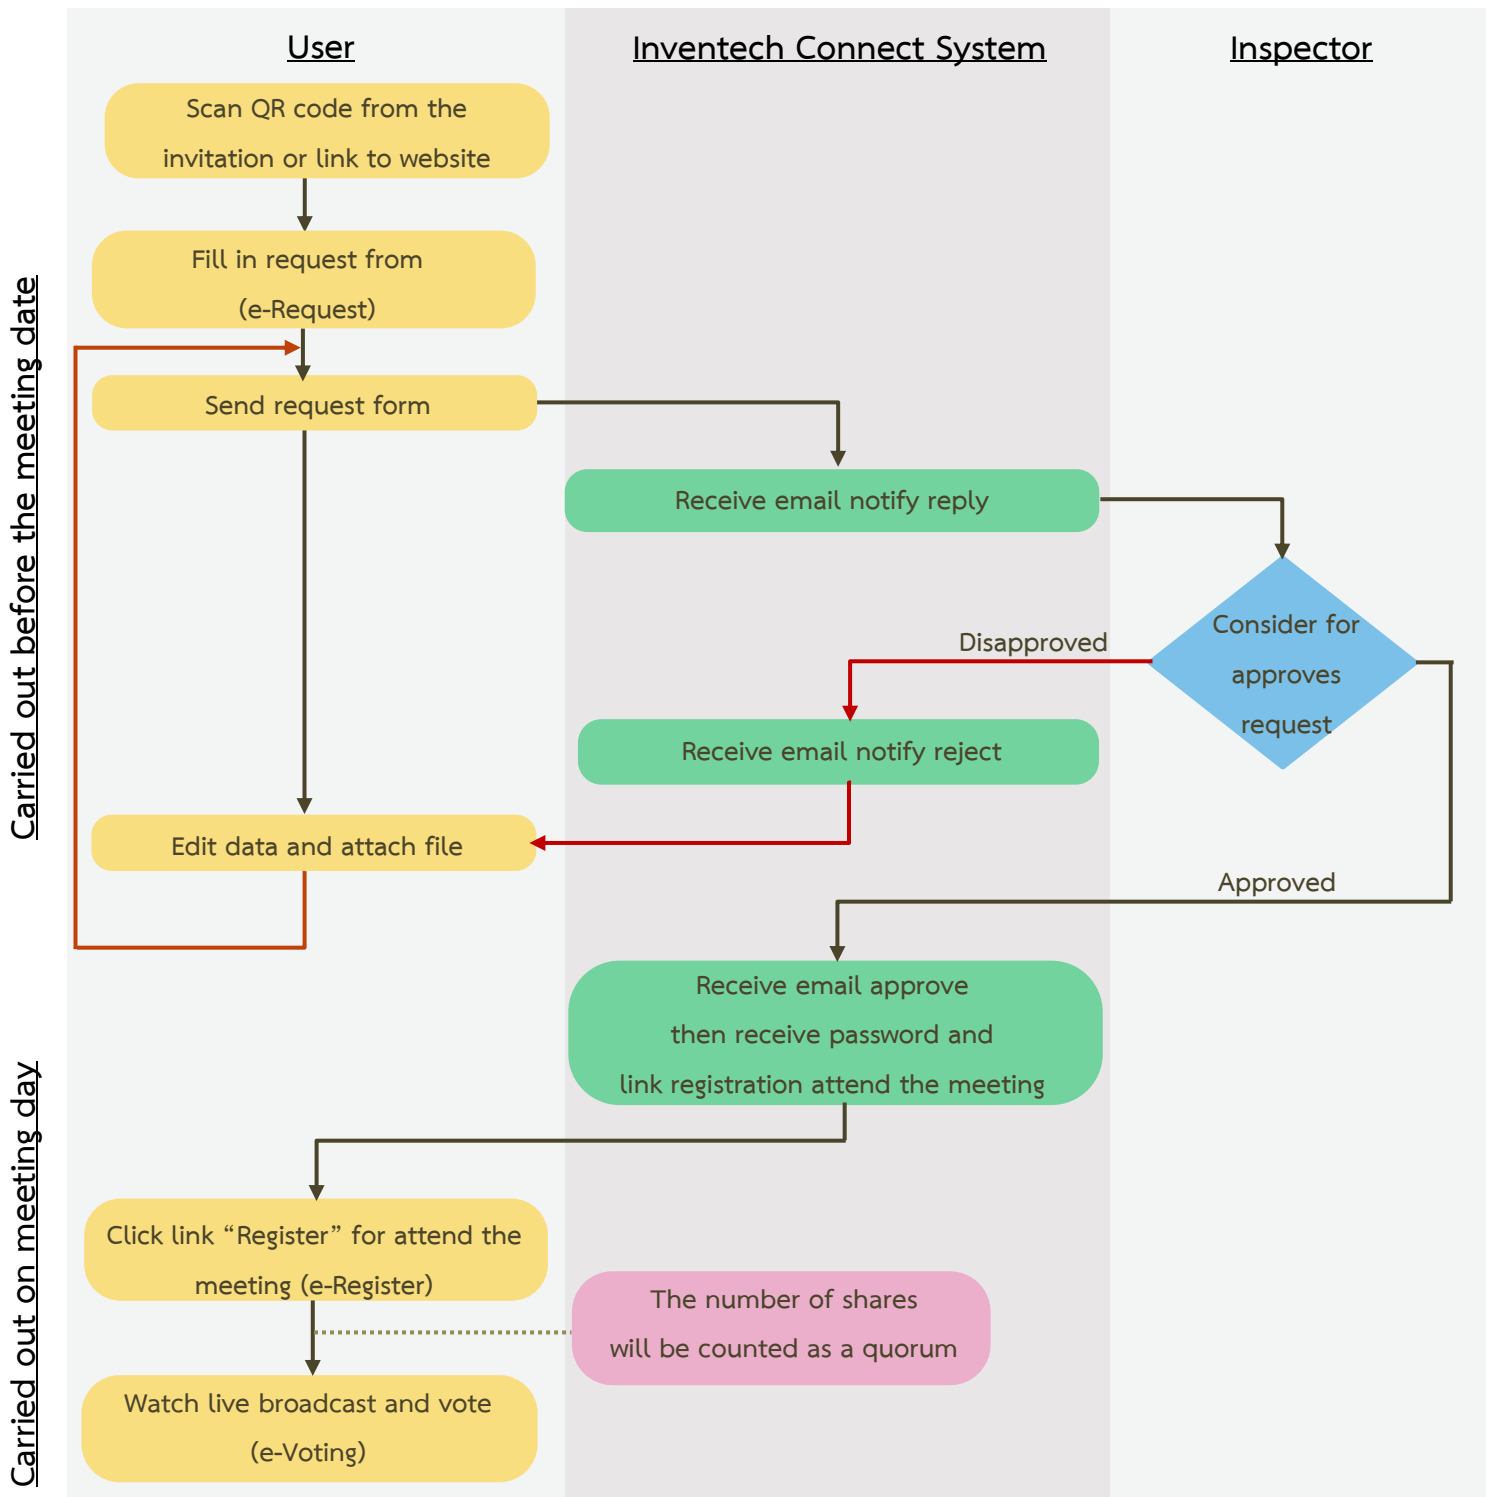 User
Inventech Connect System
Inspector
Carried out before the meeting date
Scan QR code from the
invitation or link to website
Fill in request from
(e-Request)
Send request form
Receive email notify reply
Consider for
approves
request
Disapproved
Receive email notify reject
Edit data and attach file
Approved
Receive email approve
then receive password and
link registration attend the meeting
Carried out on meeting day
Click link “Register” for attend the
meeting (e-Register)
The number of shares
will be counted as a quorum
Watch live broadcast and vote
(e-Voting)